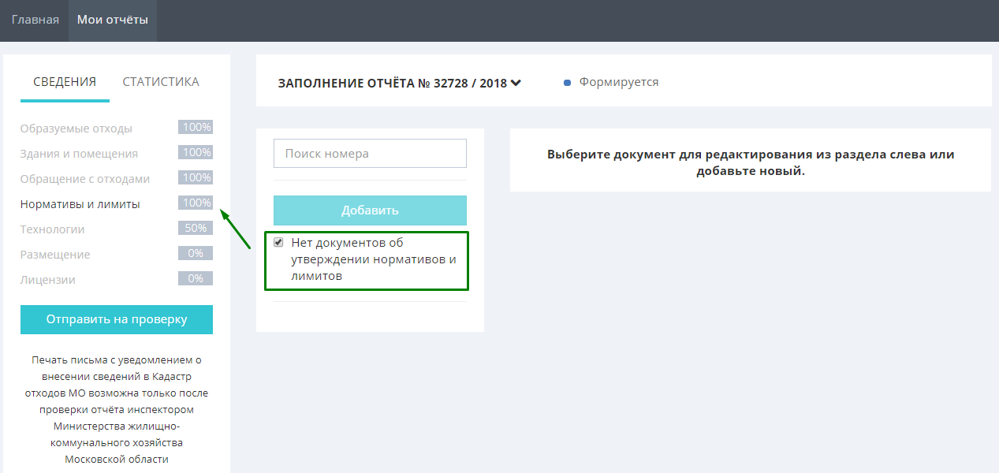 Главная
Мои отчёты
СВЕДЕНИЯ
СТАТИСТИКА
Образуемые отходы 100%
Здания и помещения 100%
Обращение с отходами 100%
Нормативы и лимиты 100%
Технологии 50%
Размещение 0%
Лицензии 0%
Отправить на проверку
Печать письма с уведомлением о
внесении сведений в Кадастр
отходов МО возможна только после
проверки отчёта инспектором
Министерства жилищно-
коммунального хозяйства
Московской области
ЗАПОЛНЕНИЕ ОТЧЁТА № 32728 / 2018
Формируется
Поиск номера
Добавить
Нет документов об
утверждении нормативов и
лимитов
Выберите документ для редактирования из раздела слева или
добавьте новый.